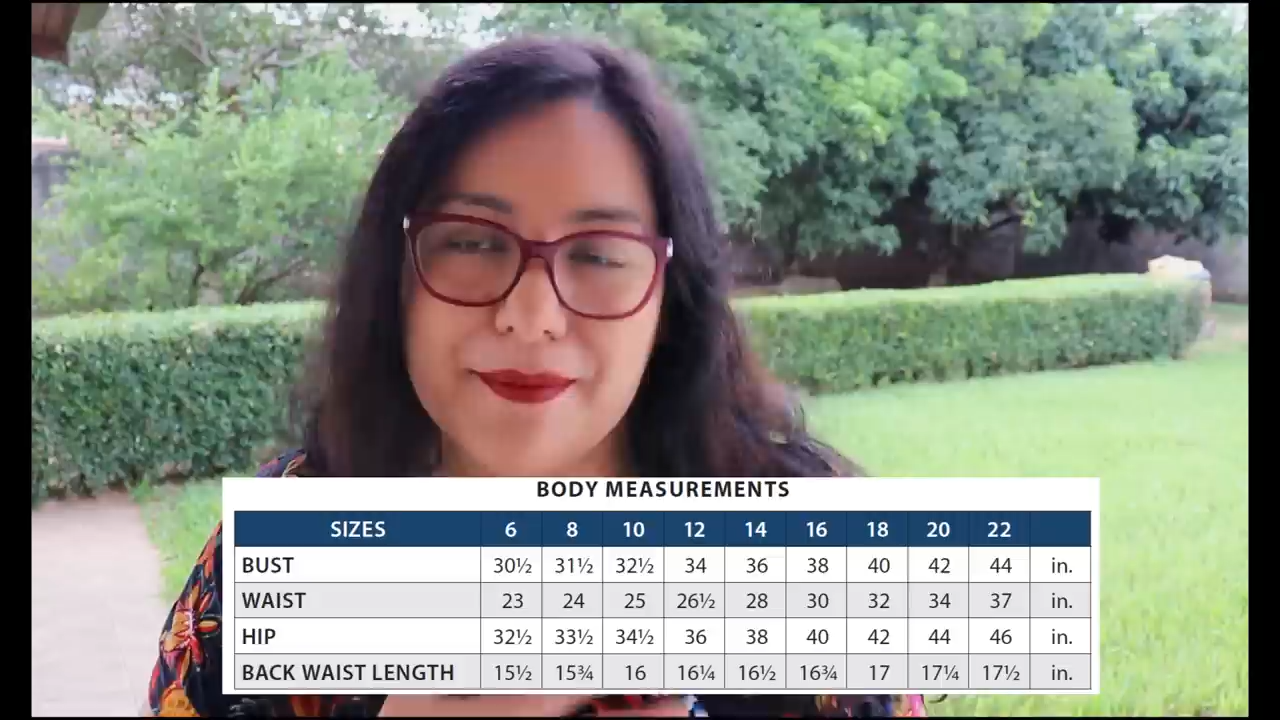 BODY MEASUREMENTS
SIZES 6 8 10 12 14 16 18 20 22
BUST 30½ 31½ 32½ 34 36 38 40 42 44 in.
WAIST 23 24 25 26½ 28 30 32 34 37 in.
HIP 32½ 33½ 34½ 36 38 40 42 44 46 in.
BACK WAIST LENGTH 15½ 15¾ 16 16¼ 16½ 16¾ 17 17¼ 17½ in.